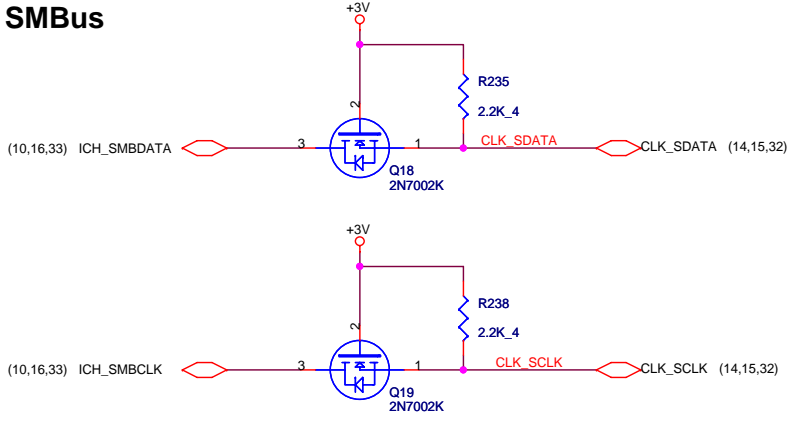 SMBus
+3V
R235
2.2K_4
2
(10,16,33) ICH_SMBDATA 3 1 CLK_SDATA CLK_SDATA (14,15,32)
Q18
2N7002K
+3V
R238
2.2K_4
2
(10,16,33) ICH_SMBCLK 3 1 CLK_SCLK CLK_SCLK (14,15,32)
Q19
2N7002K